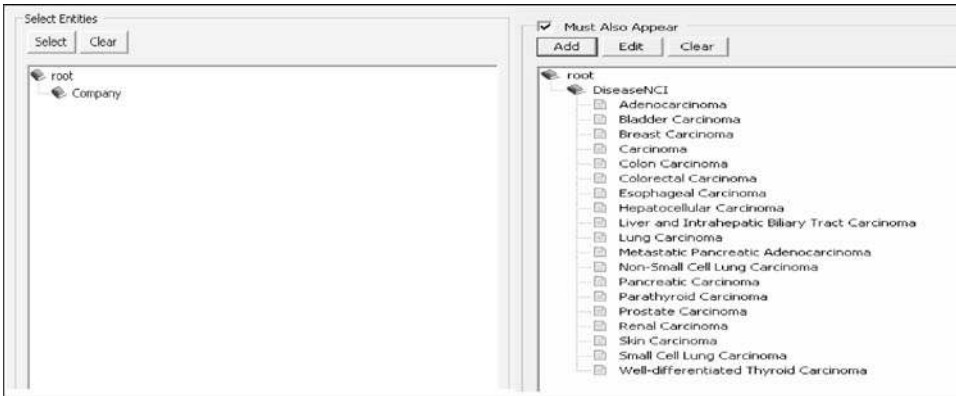 Select Entities
Select Clear
root
Company
Must Also Appear
Add Edit Clear
root
DiseaseNCI
Adenocarcinoma
Bladder Carcinoma
Breast Carcinoma
Carcinoma
Colon Carcinoma
Colorectal Carcinoma
Esophageal Carcinoma
Hepatocellular Carcinoma
Liver and Intrahepatic Biliary Tract Carcinoma
Lung Carcinoma
Metastatic Pancreatic Adenocarcinoma
Non-Small Cell Lung Carcinoma
Pancreatic Carcinoma
Parathyroid Carcinoma
Prostate Carcinoma
Renal Carcinoma
Skin Carcinoma
Small Cell Lung Carcinoma
Well-differentiated Thyroid Carcinoma